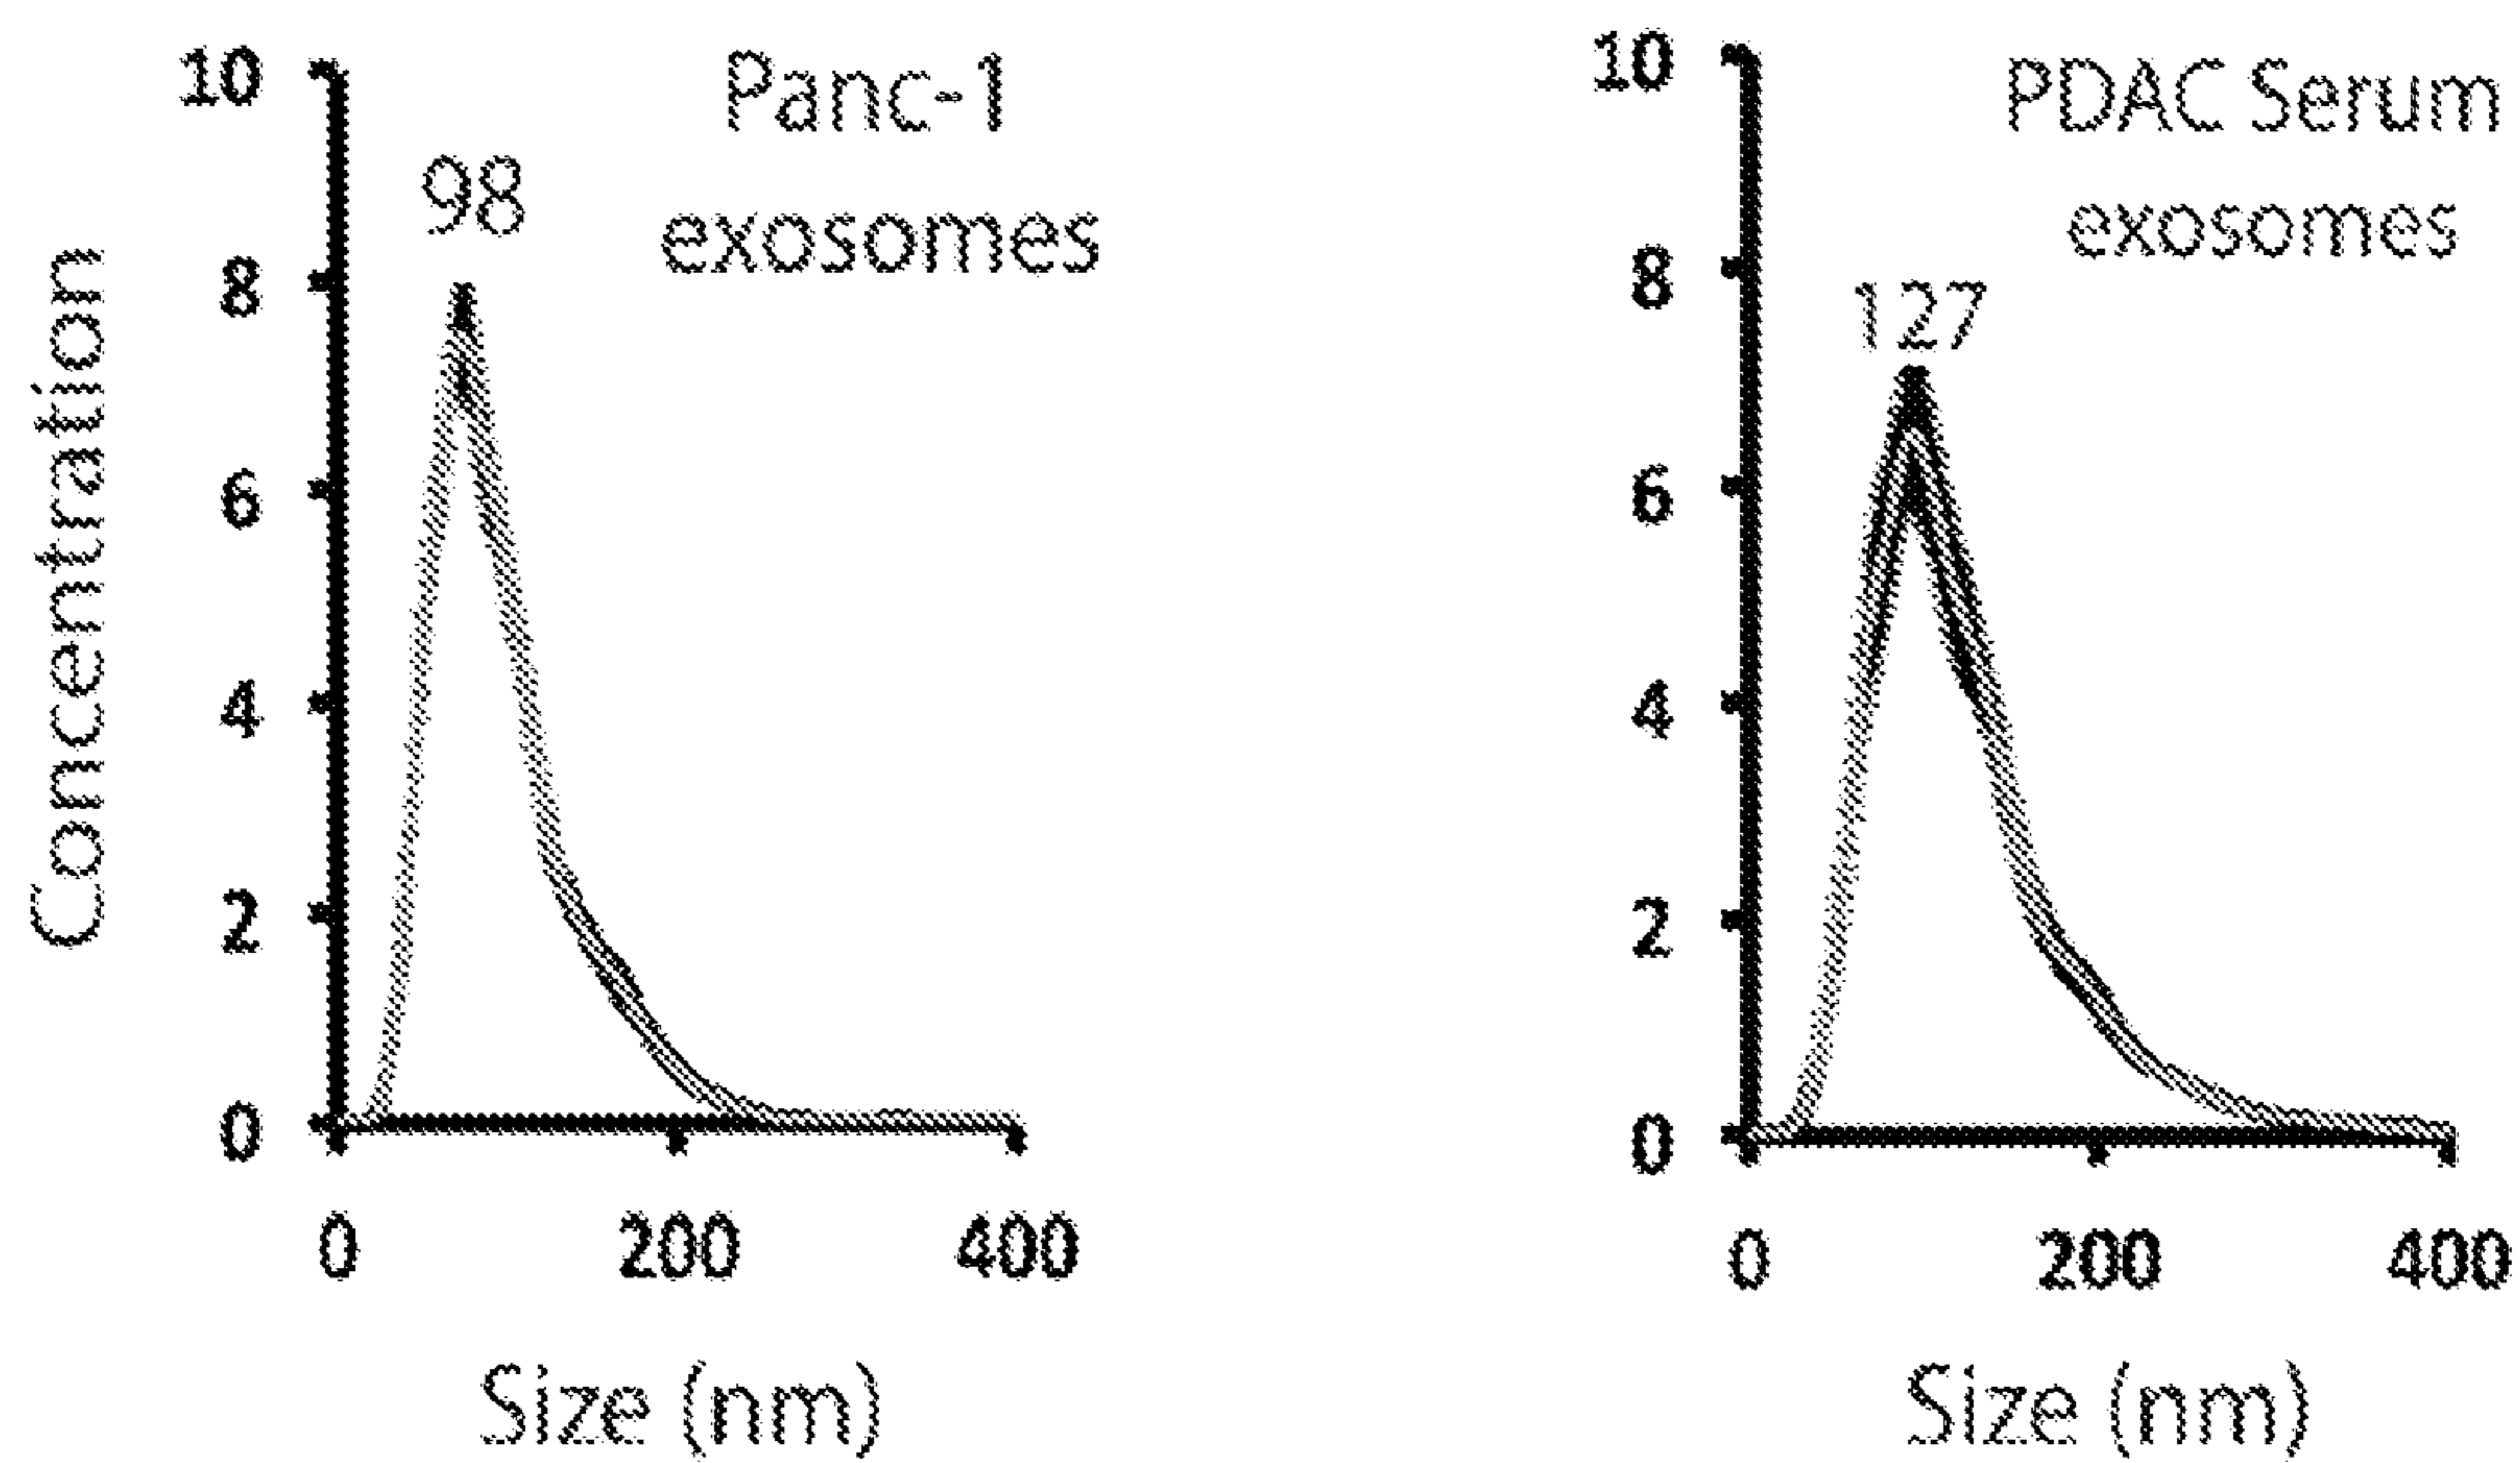 Concentration
10
8
6
4
2
0
Panc-1
exosomes
98
0
200
400
Size (nm)
10
8
6
4
2
0
PDAC Serum
exosomes
127
0
200
400
Size (nm)